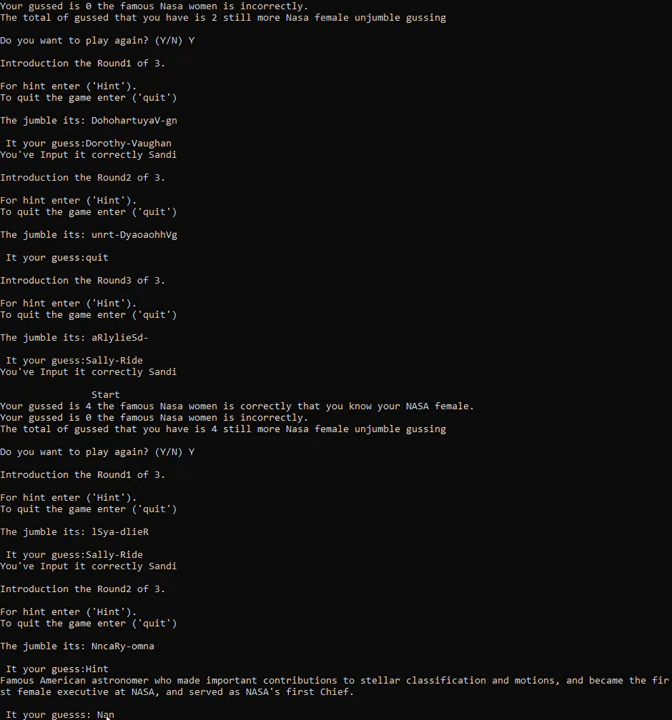 Your gussed is 0 the famous Nasa women is incorrectly.
The total of gussed that you have is 2 still more Nasa female unjumble gussing
Do you want to play again? (Y/N) Y
Introduction the Round1 of 3.
For hint enter ('Hint').
To quit the game enter ('quit')
The jumble its: DohohartuyaV-gn
It your guess:Dorothy-Vaughan
You've Input it correctly Sandi
Introduction the Round2 of 3.
For hint enter ('Hint').
To quit the game enter ('quit')
The jumble its: unrt-DyaoaohhVg
It your guess:quit
Introduction the Round3 of 3.
For hint enter ('Hint').
To quit the game enter ('quit')
The jumble its: aRlylieSd-
It your guess:Sally-Ride
You've Input it correctly Sandi
Start
Your gussed is 4 the famous Nasa women is correctly that you know your NASA female.
Your gussed is 0 the famous Nasa women is incorrectly.
The total of gussed that you have is 4 still more Nasa female unjumble gussing
Do you want to play again? (Y/N) Y
Introduction the Round1 of 3.
For hint enter ('Hint').
To quit the game enter ('quit')
The jumble its: lSya-dlieR
It your guess:Sally-Ride
You've Input it correctly Sandi
Introduction the Round2 of 3.
For hint enter ('Hint').
To quit the game enter ('quit')
The jumble its: NncaRy-omna
It your guess:Hint
Famous American astronomer who made important contributions to stellar classification and motions, and became the fir
st female executive at NASA, and served as NASA's first Chief.
It your guesss: Nan